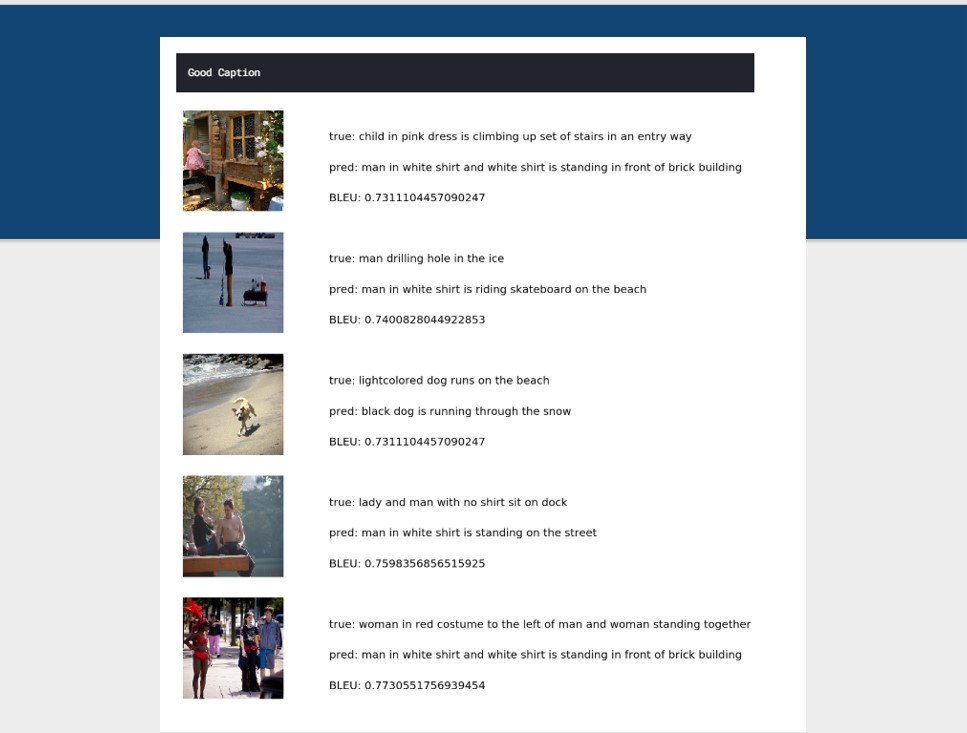 Good Caption
true: child in pink dress is climbing up set of stairs in an entry way
pred: man in white shirt and white shirt is standing in front of brick building
BLEU: 0.7311104457090247
true: man drilling hole in the ice
pred: man in white shirt is riding skateboard on the beach
BLEU: 0.7400828044922853
true: lightcolored dog runs on the beach
pred: black dog is running through the snow
BLEU: 0.7311104457090247
true: lady and man with no shirt sit on dock
pred: man in white shirt is standing on the street
BLEU: 0.7598356856515925
true: woman in red costume to the left of man and woman standing together
pred: man in white shirt and white shirt is standing in front of brick building
BLEU: 0.7730551756939454